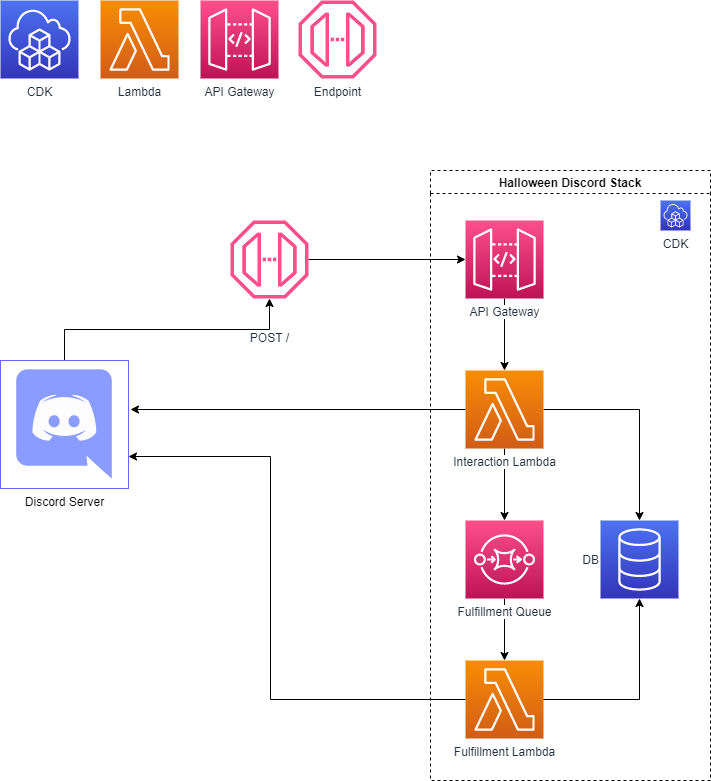 CDK
Lambda
API Gateway
Endpoint
Halloween Discord Stack
CDK
API Gateway
POST /
Interaction Lambda
Discord Server
DB
Fulfillment Queue
Fulfillment Lambda